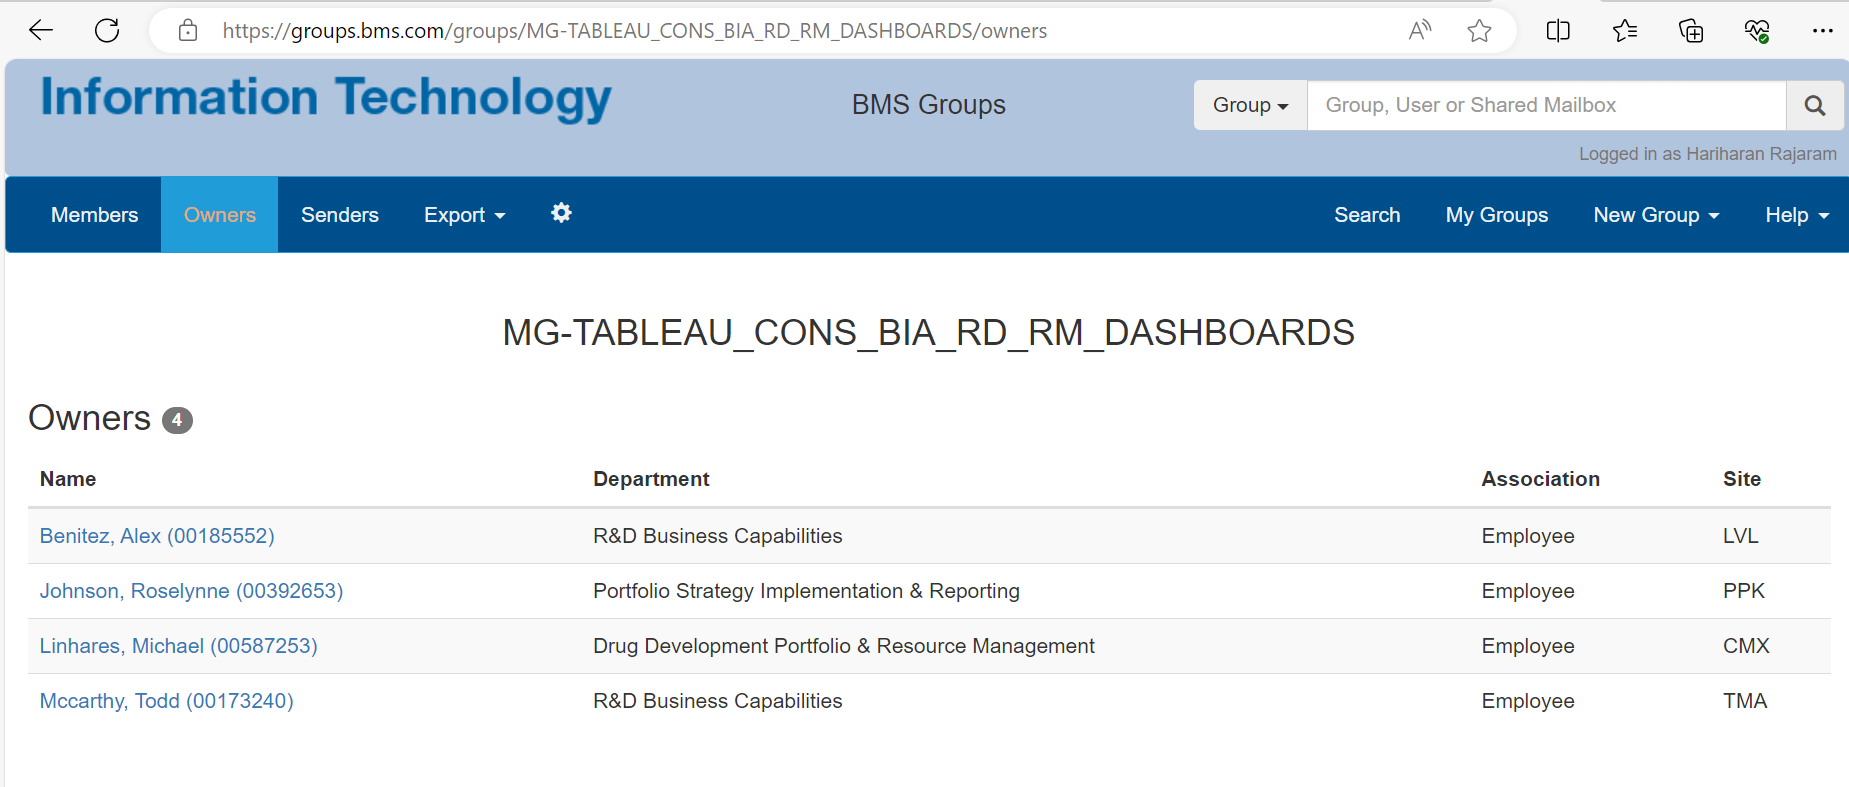 https://groups.bms.com/groups/MG-TABLEAU_CONS_BIA_RD_RM_DASHBOARDS/owners
Information Technology
BMS Groups
Group
Group, User or Shared Mailbox
Logged in as Hariharan Rajaram
Members Owners Senders Export Search My Groups New Group Help
MG-TABLEAU_CONS_BIA_RD_RM_DASHBOARDS
Owners 4
Name Department Association Site
Benitez, Alex (00185552) R&D Business Capabilities Employee LVL
Johnson, Roselynne (00392653) Portfolio Strategy Implementation & Reporting Employee PPK
Linhares, Michael (00587253) Drug Development Portfolio & Resource Management Employee CMX
Mccarthy, Todd (00173240) R&D Business Capabilities Employee TMA